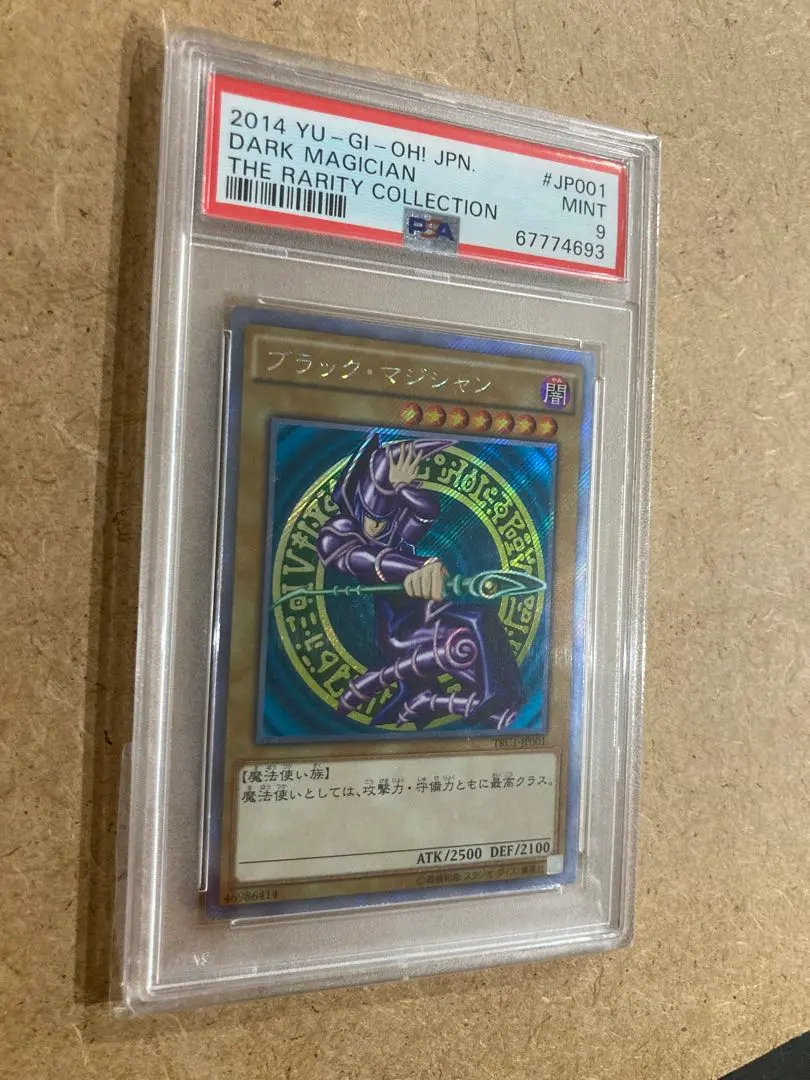 2014 YU-GI-OH! JPN. #JP001
DARK MAGICIAN MINT
THE RARITY COLLECTION 9
PSA 67774693
ブラック・マジシャン
闇
TRC1-JP001
【魔法使い族】
魔法使いとしては、攻撃力・守備力ともに最高クラス。
ATK/2500 DEF/2100
46986414